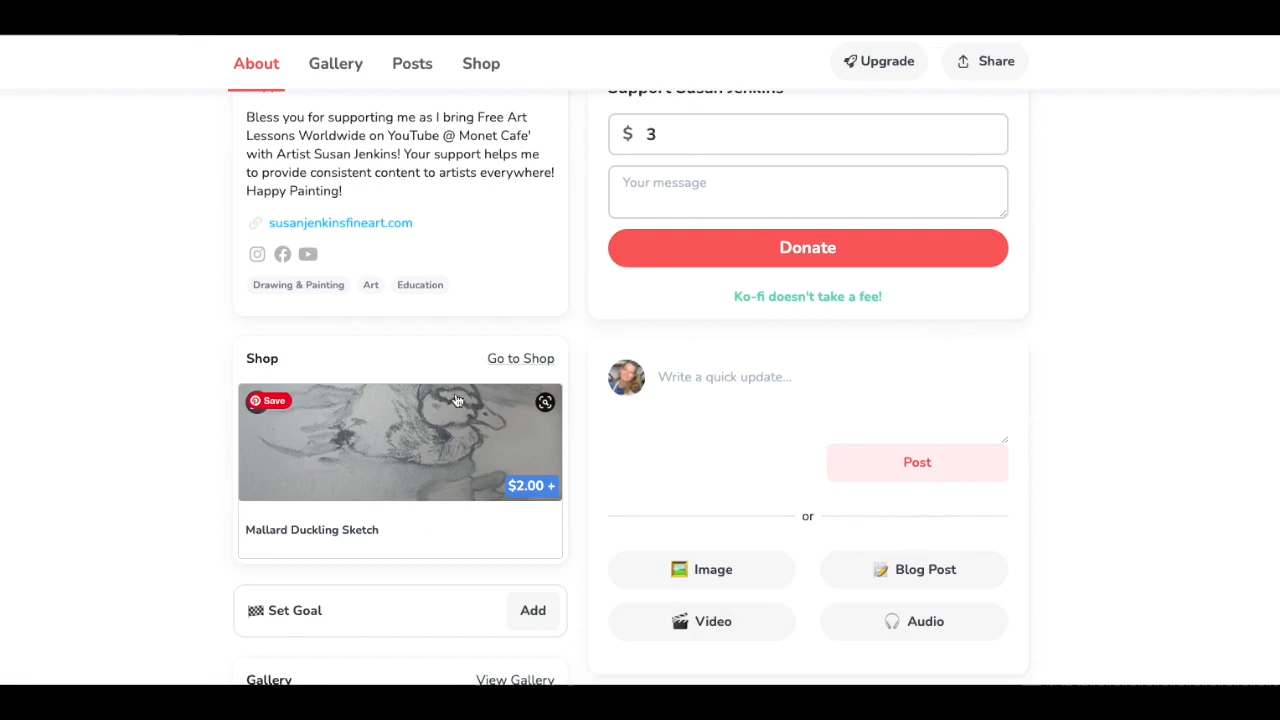 About Gallery Posts Shop
Upgrade Share
Support Susan Jenkins
Bless you for supporting me as I bring Free Art
Lessons Worldwide on YouTube @ Monet Cafe'
with Artist Susan Jenkins! Your support helps me
to provide consistent content to artists everywhere!
Happy Painting!
susanjenkinsfineart.com
Drawing & Painting Art Education
$ 3
Your message
Donate
Ko-fi doesn't take a fee!
Shop Go to Shop
Save
$2.00 +
Mallard Duckling Sketch
Set Goal Add
Gallery View Gallery
Write a quick update...
Post
or
Image Blog Post
Video Audio